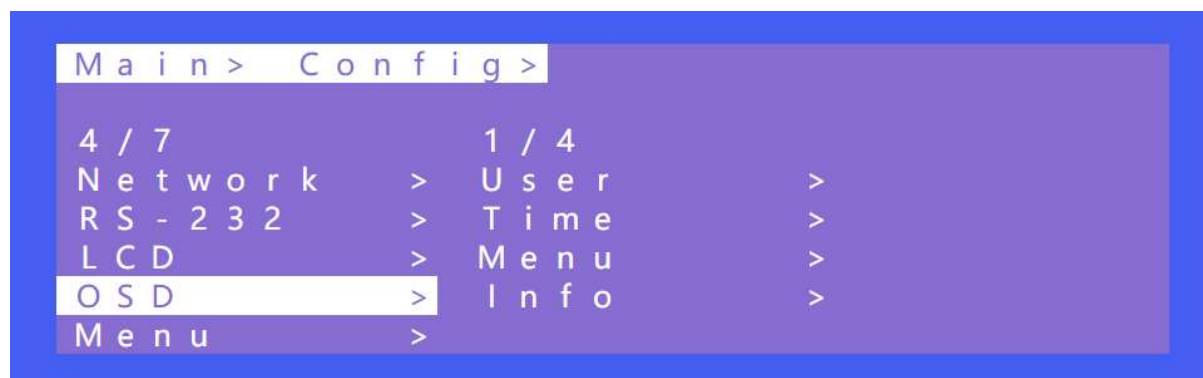 Main> Config>
4/7 1/4
Network > User >
RS-232 > Time >
LCD > Menu >
OSD > Info >
Menu >